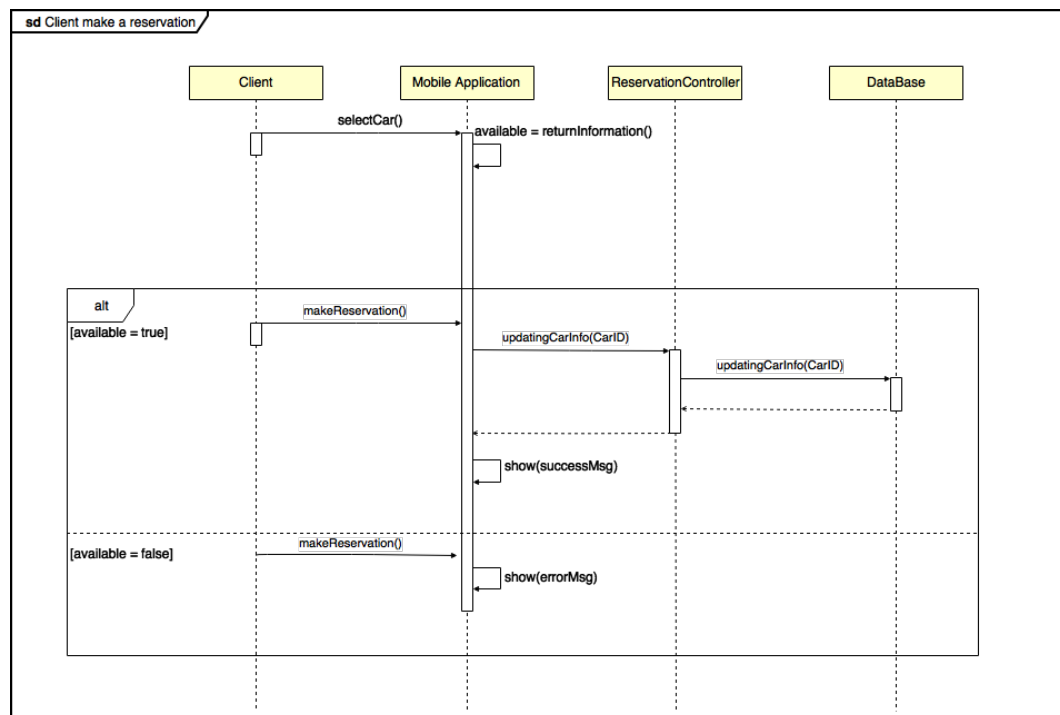 sd Client make a reservation
Client
Mobile Application
ReservationController
DataBase
selectCar()
available = returnInformation()
alt
[available = true]
makeReservation()
updatingCarInfo(CarID)
updatingCarInfo(CarID)
show(successMsg)
[available = false]
makeReservation()
show(errorMsg)